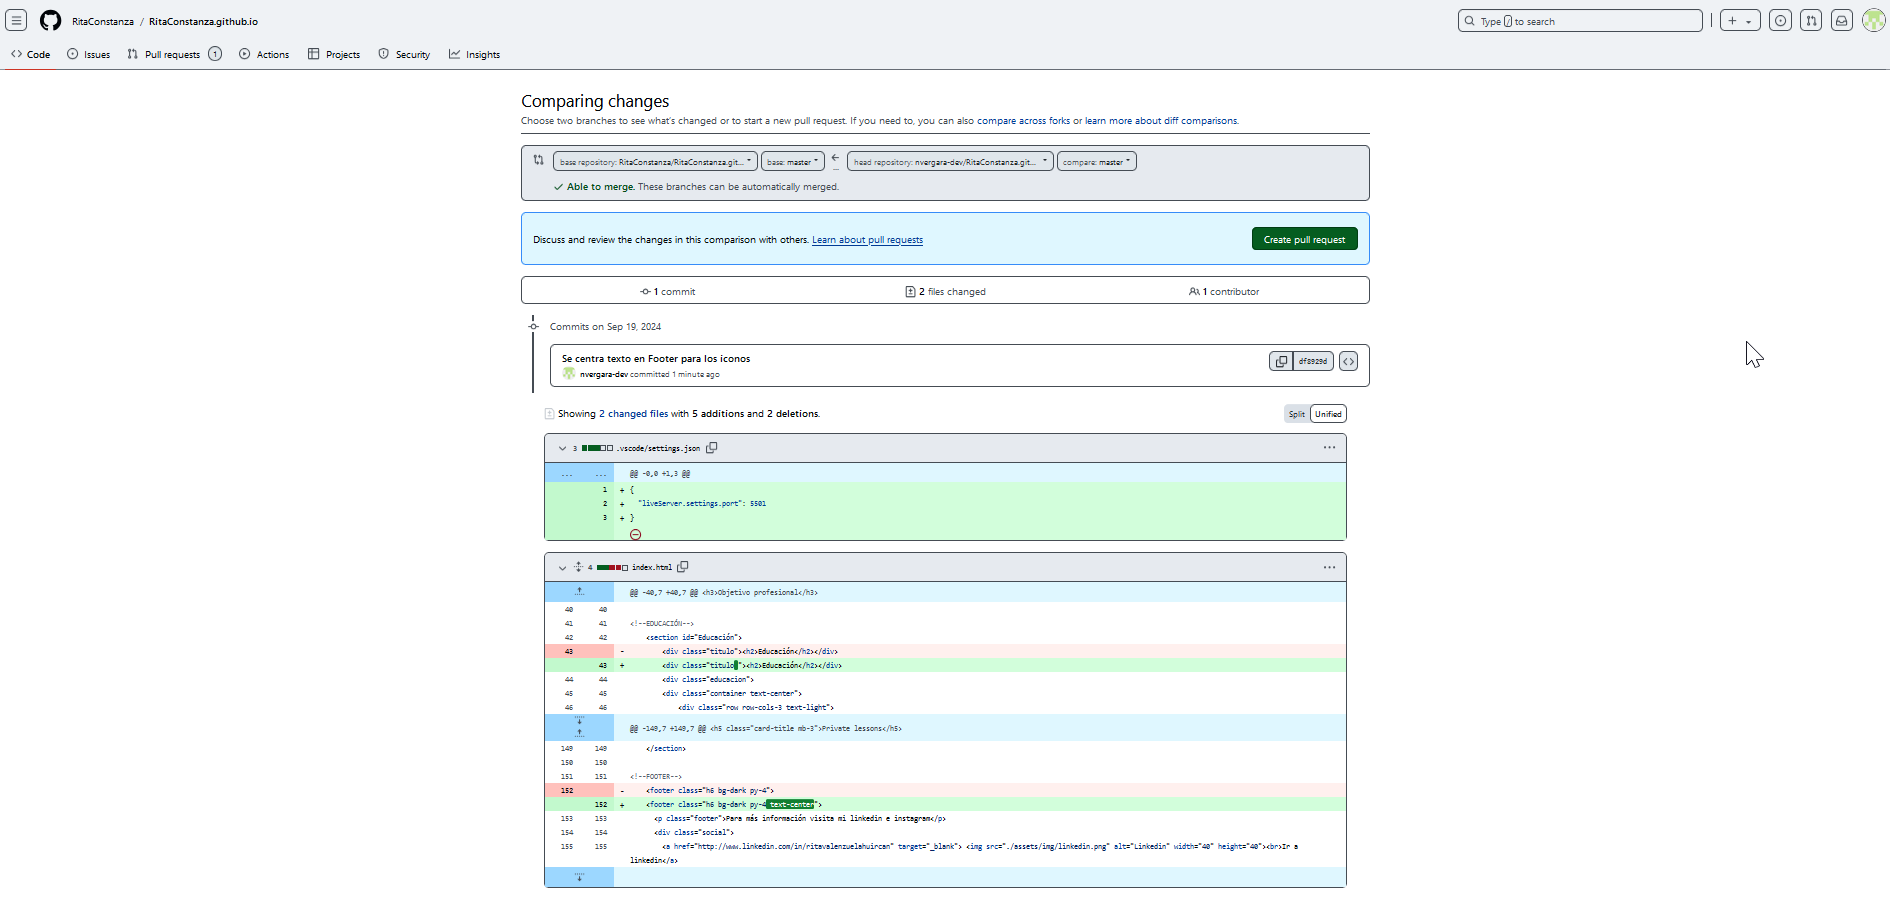 RitaConstanza / RitaConstanza.github.io
Type / to search
Code Issues Pull requests 1 Actions Projects Security Insights
Comparing changes
Choose two branches to see what's changed or to start a new pull request. If you need to, you can also compare across forks or learn more about diff comparisons.
base repository: RitaConstanza/RitaConstanza.git... base: master ... head repository: nvergara-dev/RitaConstanza.git... compare: master
Able to merge. These branches can be automatically merged.
Discuss and review the changes in this comparison with others. Learn about pull requests
Create pull request
1 commit 2 files changed 1 contributor
Commits on Sep 19, 2024
Se centra texto en Footer para los iconos
df8929d
nvergara-dev committed 1 minute ago
Showing 2 changed files with 5 additions and 2 deletions.
Split Unified
3 .vscode/settings.json
... ... @@ -0,0 +1,3 @@
1 + {
2 + "liveServer.settings.port": 5501
3 + }
4 index.html
@@ -40,7 +40,7 @@ <h3>Objetivo profesional</h3>
40 40
41 41 <!--EDUCACIÓN-->
42 42 <section id="Educación">
43 - <div class="titulo"><h2>Educación</h2></div>
43 + <div class="titulo "><h2>Educación</h2></div>
44 44 <div class="educacion">
45 45 <div class="container text-center">
46 46 <div class="row row-cols-3 text-light">
@@ -149,7 +149,7 @@ <h5 class="card-title mb-3">Private lessons</h5>
149 149 </section>
150 150
151 151 <!--FOOTER-->
152 - <footer class="h6 bg-dark py-4">
152 + <footer class="h6 bg-dark py-4 text-center">
153 153 <p class="footer">Para más información visita mi linkedin e instagram</p>
154 154 <div class="social">
155 155 <a href="http://www.linkedin.com/in/ritavalenzuelahuircan" target="_blank"> <img src="./assets/img/linkedin.png" alt="Linkedin" width="40" height="40"><br>Ir a
linkedin</a>